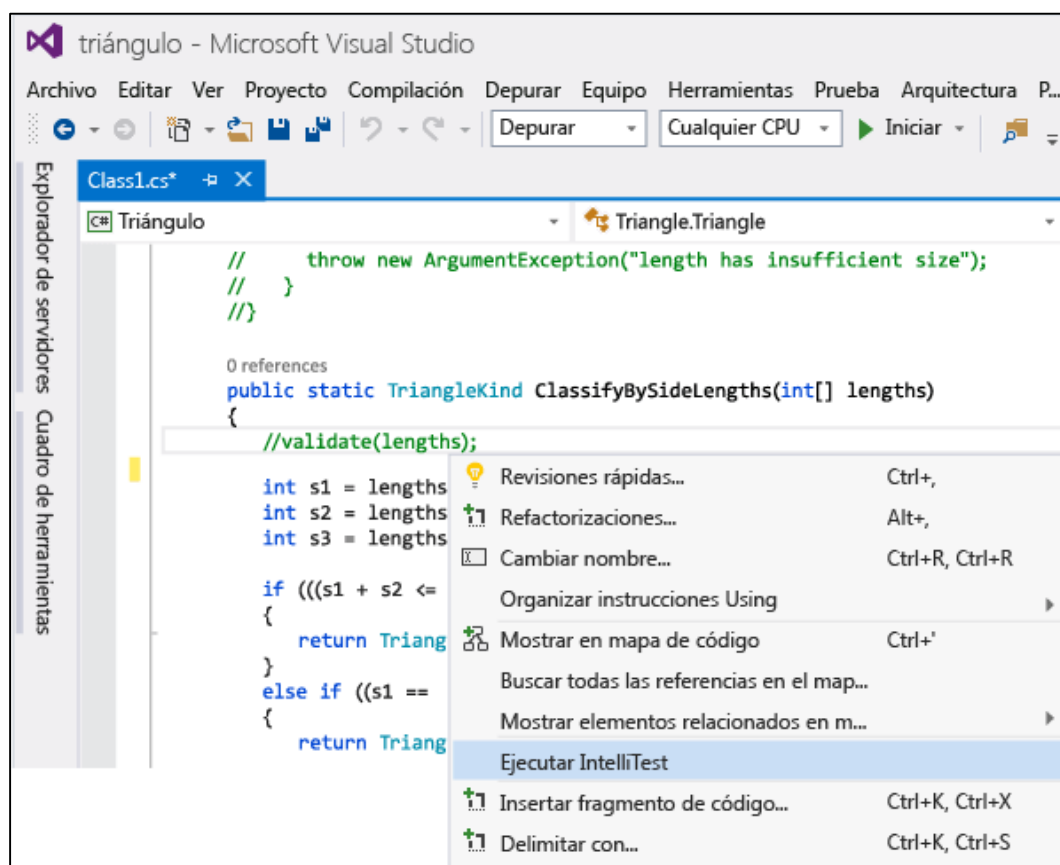 triángulo - Microsoft Visual Studio
Archivo Editar Ver Proyecto Compilación Depurar Equipo Herramientas Prueba Arquitectura P...
Depurar Cualquier CPU Iniciar
Explorador de servidores
Cuadro de herramientas
Class1.cs*
C# Triángulo Triangle.Triangle
// throw new ArgumentException("length has insufficient size");
// }
//}
0 references
public static TriangleKind ClassifyBySideLengths(int[] lengths)
{
//validate(lengths);
int s1 = lengths
int s2 = lengths
int s3 = lengths
if (((s1 + s2 <=
{
return Triang
}
else if ((s1 ==
{
return Triang
Revisiones rápidas... Ctrl+,
Refactorizaciones... Alt+,
Cambiar nombre... Ctrl+R, Ctrl+R
Organizar instrucciones Using
Mostrar en mapa de código Ctrl+'
Buscar todas las referencias en el map...
Mostrar elementos relacionados en m...
Ejecutar IntelliTest
Insertar fragmento de código... Ctrl+K, Ctrl+X
Delimitar con... Ctrl+K, Ctrl+S